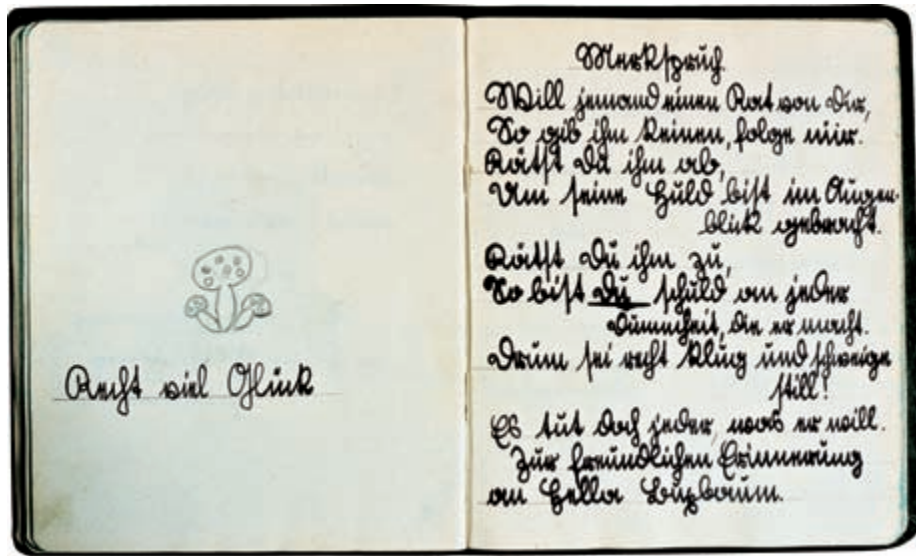 Recht viel Glück
Merkspruch.
Will jemand einen Rat von Dir,
So gib ihm keinen, folge mir.
Rätst Du ihm ab,
Um seine Huld bist im Augen-
blick gebracht.
Rätst Du ihm zu,
So bist Du schuld an jeder
Dummheit, die er macht.
Drum sei recht klug und schweige
still!
Es tut doch jeder, was er will.
Zur freundlichen Erinnerung
an Hella